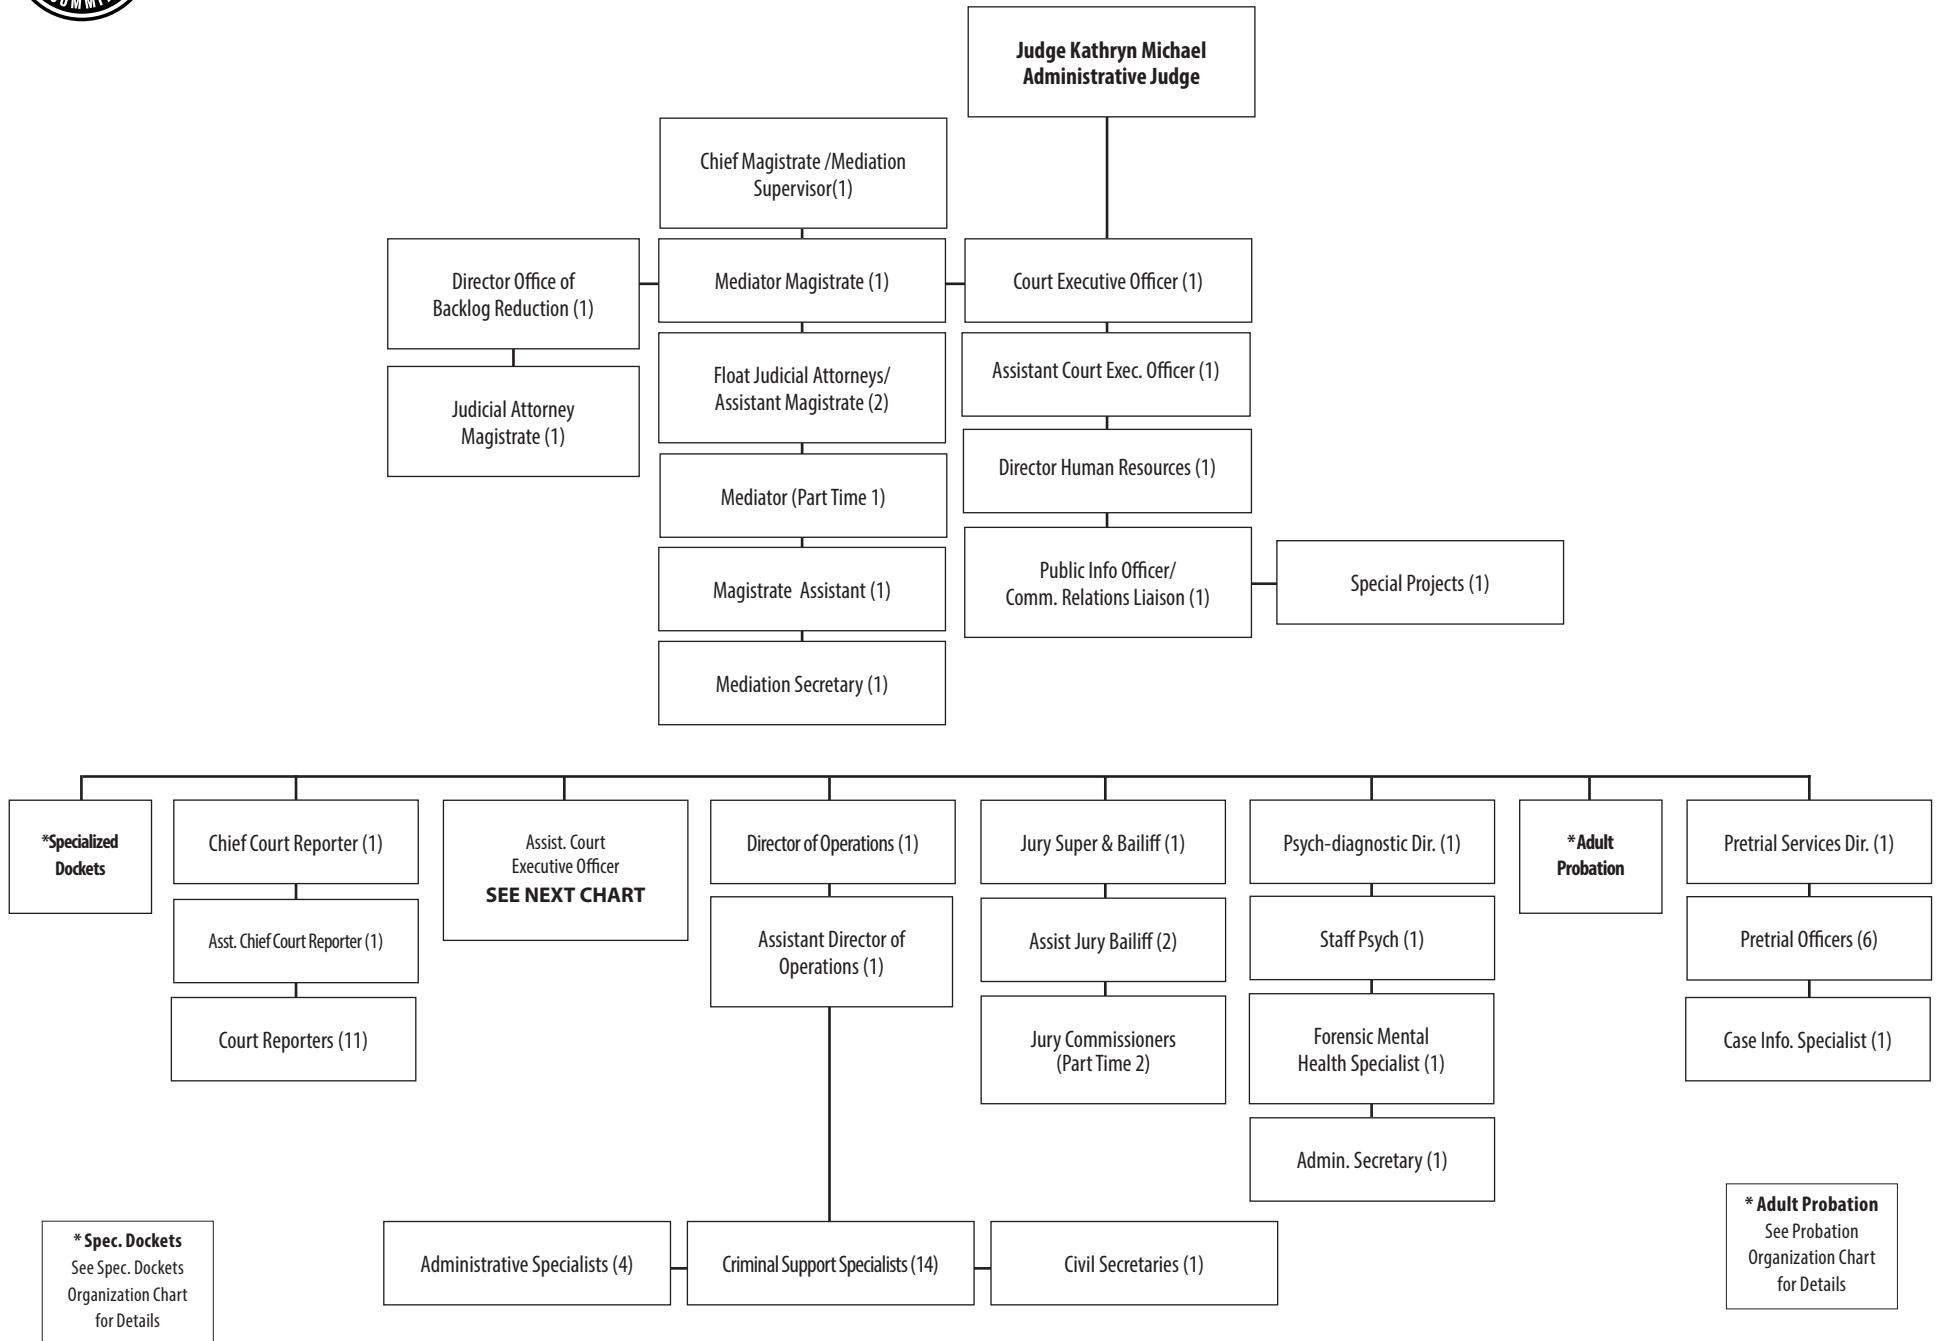 COMMI
Judge Kathryn Michael
Administrative Judge
Chief Magistrate /Mediation
Supervisor(1)
Director Office of
Backlog Reduction (1)
Mediator Magistrate (1)
Court Executive Officer (1)
Judicial Attorney
Magistrate (1)
Float Judicial Attorneys/
Assistant Magistrate (2)
Assistant Court Exec. Officer (1)
Director Human Resources (1)
Mediator (Part Time 1)
Public Info Officer/
Comm. Relations Liaison (1)
Special Projects (1)
Magistrate  Assistant (1)
Mediation Secretary (1)
*Specialized
Dockets
Chief Court Reporter (1)
Assist. Court
Executive Officer
SEE NEXT CHART
Director of Operations (1)
Jury Super & Bailiff (1)
Psych-diagnostic Dir. (1)
* Adult
Probation
Pretrial Services Dir. (1)
Asst. Chief Court Reporter (1)
Assistant Director of
Operations (1)
Assist Jury Bailiff (2)
Staff Psych (1)
Pretrial Officers (6)
Court Reporters (11)
Jury Commissioners
(Part Time 2)
Forensic Mental
Health Specialist (1)
Case Info. Specialist (1)
Admin. Secretary (1)
* Spec. Dockets
See Spec. Dockets
Organization Chart
for Details
Administrative Specialists (4)
Criminal Support Specialists (14)
Civil Secretaries (1)
* Adult Probation
See Probation
Organization Chart
for Details